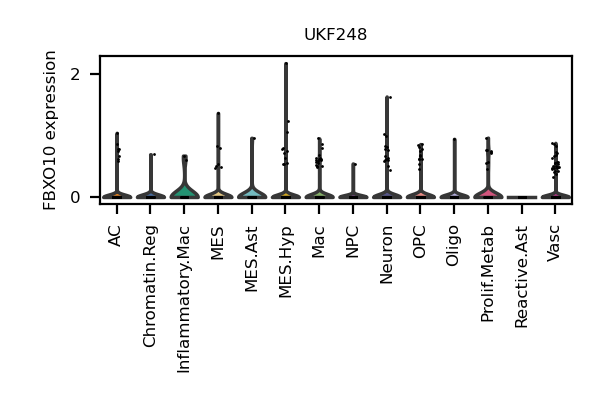 UKF248
FBXO10 expression
2
0
AC
Chromatin.Reg
Inflammatory.Mac
MES
MES.Ast
MES.Hyp
Mac
NPC
Neuron
OPC
Oligo
Prolif.Metab
Reactive.Ast
Vasc